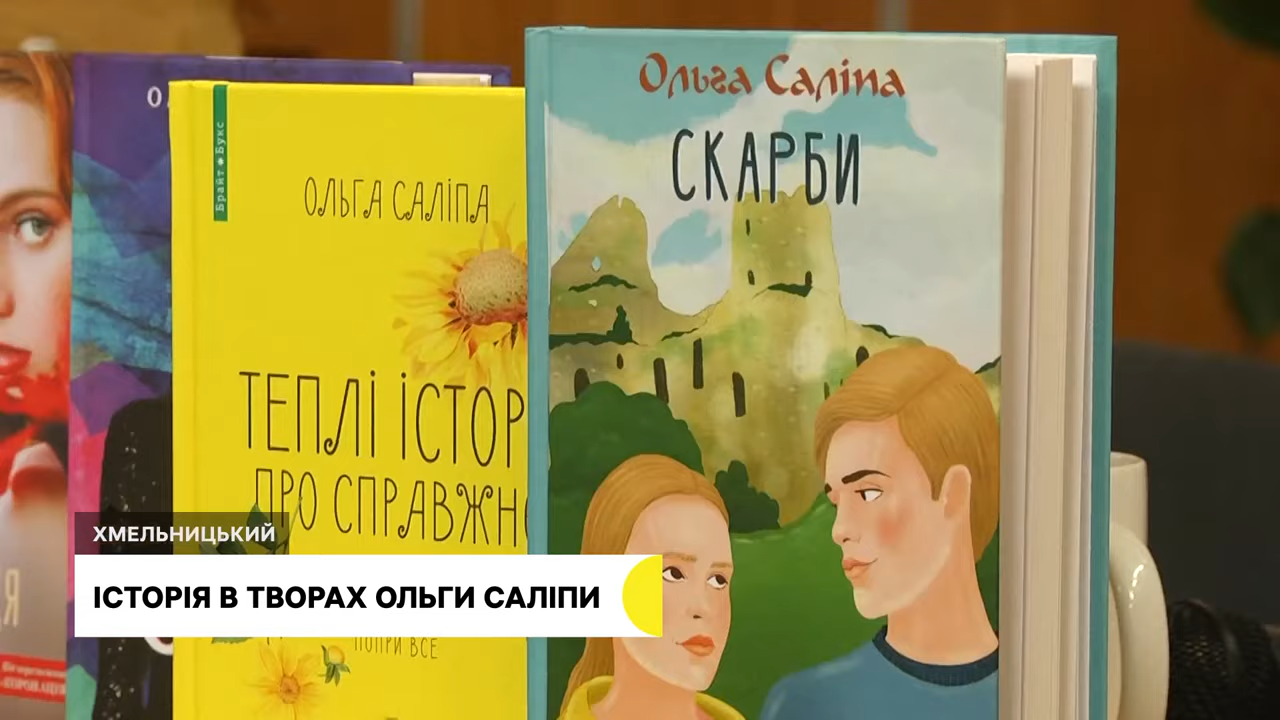 Ольга Саліпа
СКАРБИ
Брайт Букс
ОЛЬГА САЛІПА
ТЕПЛІ ІСТОР
ПРО СПРАВЖН
ПОПРИ ВСЕ
ХМЕЛЬНИЦЬКИЙ
ІСТОРІЯ В ТВОРАХ ОЛЬГИ САЛІПИ